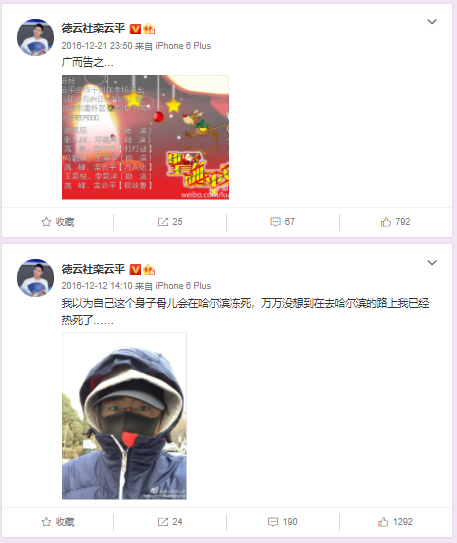 德云社栾云平
2016-12-21 23:50 来自 iPhone 6 Plus
广而告之...
weibo.com/lua
收藏
25
67
792
德云社栾云平
2016-12-12 14:10 来自 iPhone 6 Plus
我以为自己这个身子骨儿会在哈尔滨冻死，万万没想到在去哈尔滨的路上我已经
热死了……
收藏
24
190
1292